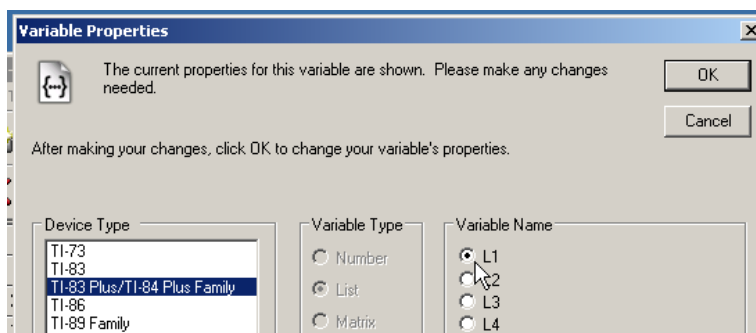 Variable Properties
The current properties for this variable are shown. Please make any changes
needed.
OK
Cancel
After making your changes, click OK to change your variable's properties.
Device Type
TI-73
TI-83
TI-83 Plus/TI-84 Plus Family
TI-86
TI-89 Family
Variable Type
Number
List
Matrix
Variable Name
L1
L2
L3
L4